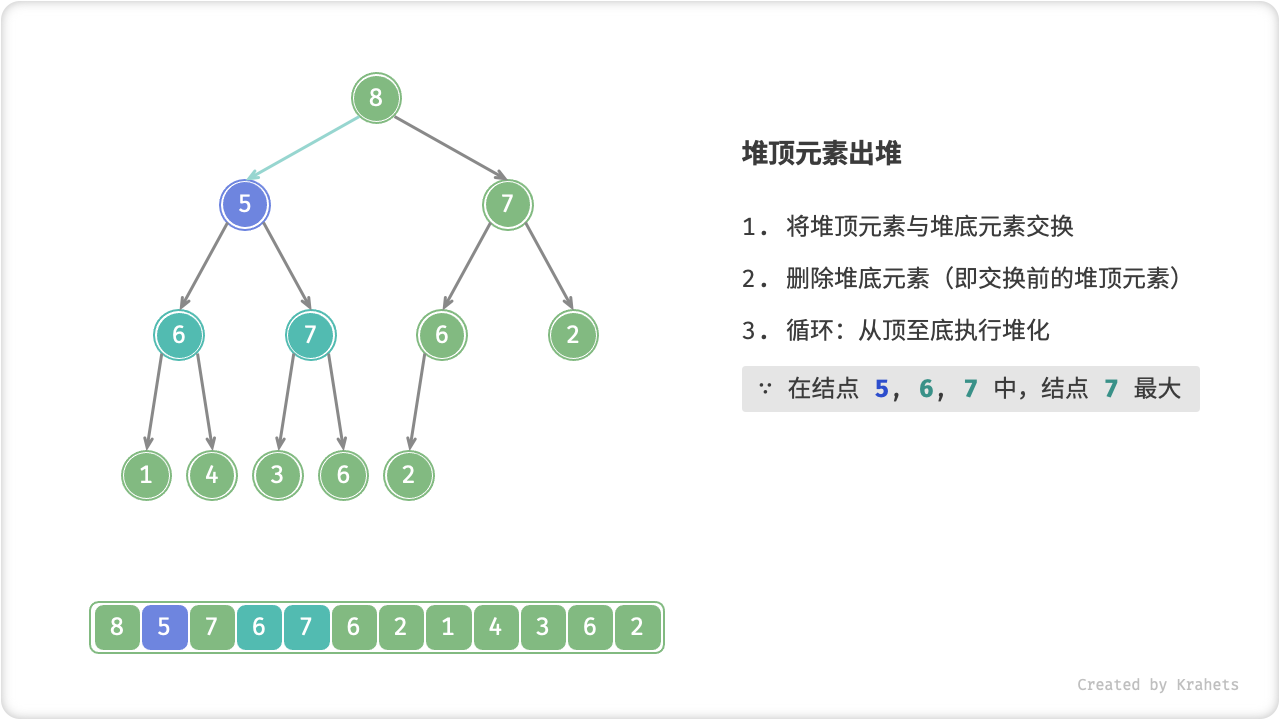 8
堆顶元素出堆
5 7
1. 将堆顶元素与堆底元素交换
2. 删除堆底元素（即交换前的堆顶元素）
6 7 6 2
3. 循环：从顶至底执行堆化
∵ 在结点 5, 6, 7 中，结点 7 最大
1 4 3 6 2
8 5 7 6 7 6 2 1 4 3 6 2
Created by Krahets